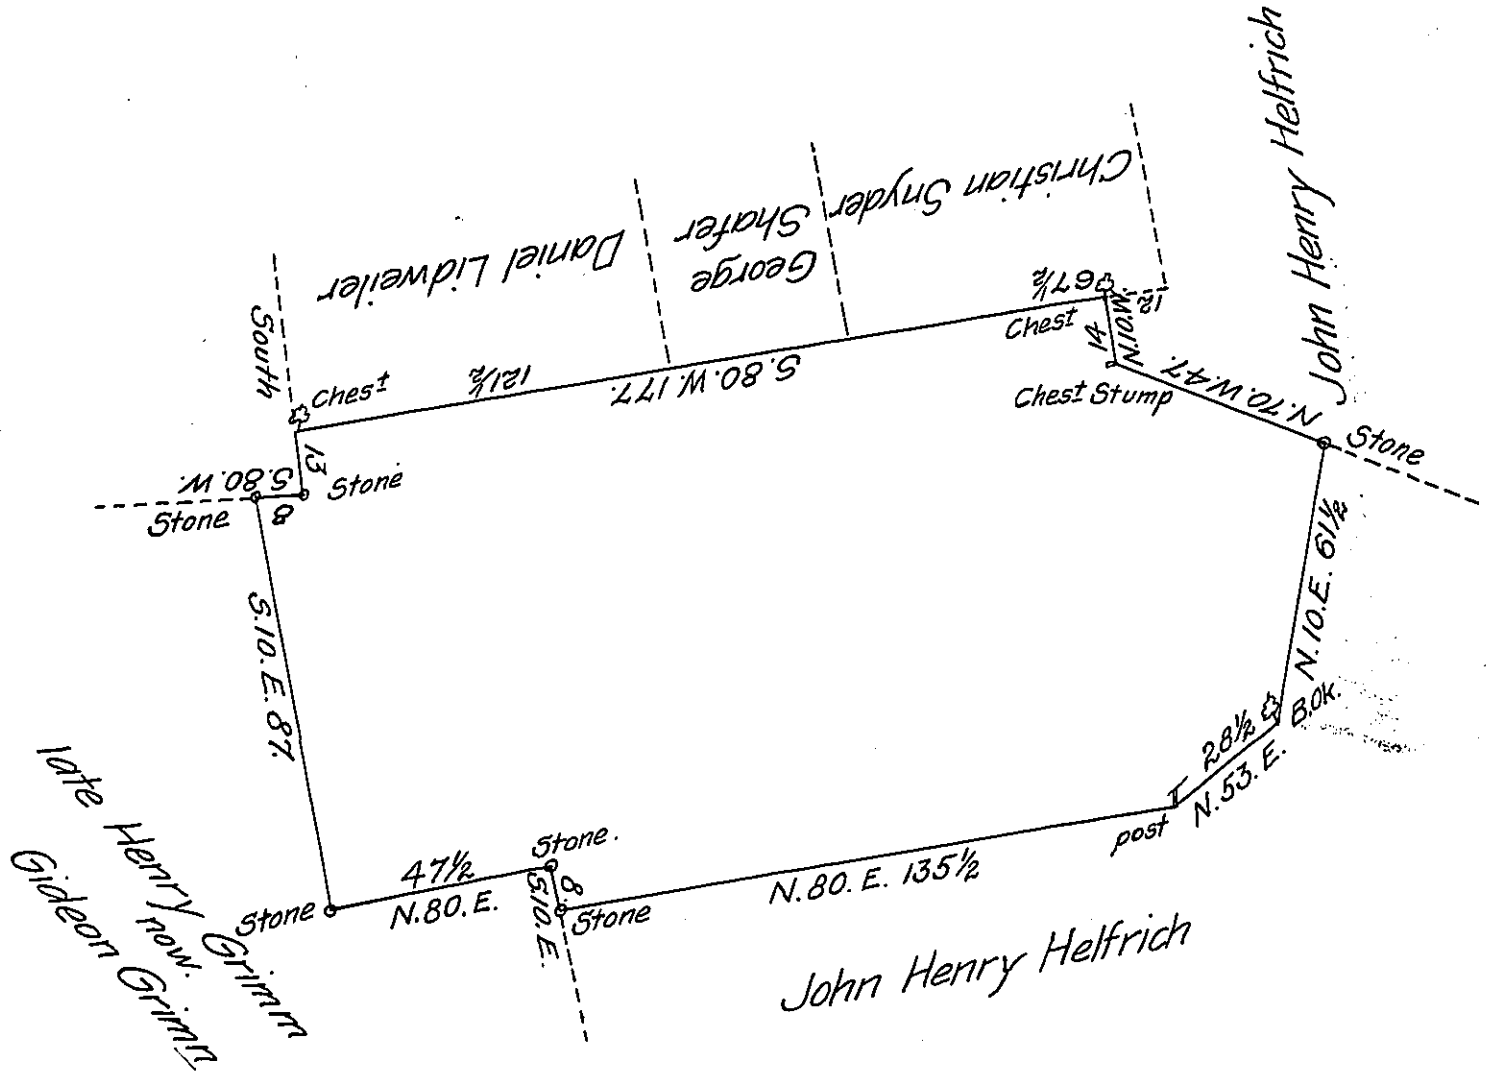 John Henry Helfrich
Christian Snyder
George
Shafer
Daniel Lidweiler
South
Chest
121½
S. 80. W. 177.
67½
Chest
12
14
N.10.W.
Chest Stump
N. 70. W. 47.
Stone
13
Stone
S. 80. W.
8
Stone
S. 10. E. 87.
N. 10. E. 61½
B.OK.
28½
N. 53. E.
post
Stone.
8
S.10. E.
Stone
47½
N. 80. E.
Stone
N. 80. E. 135½
John Henry Helfrich
late Henry Grimm
now.
Gideon Grimm